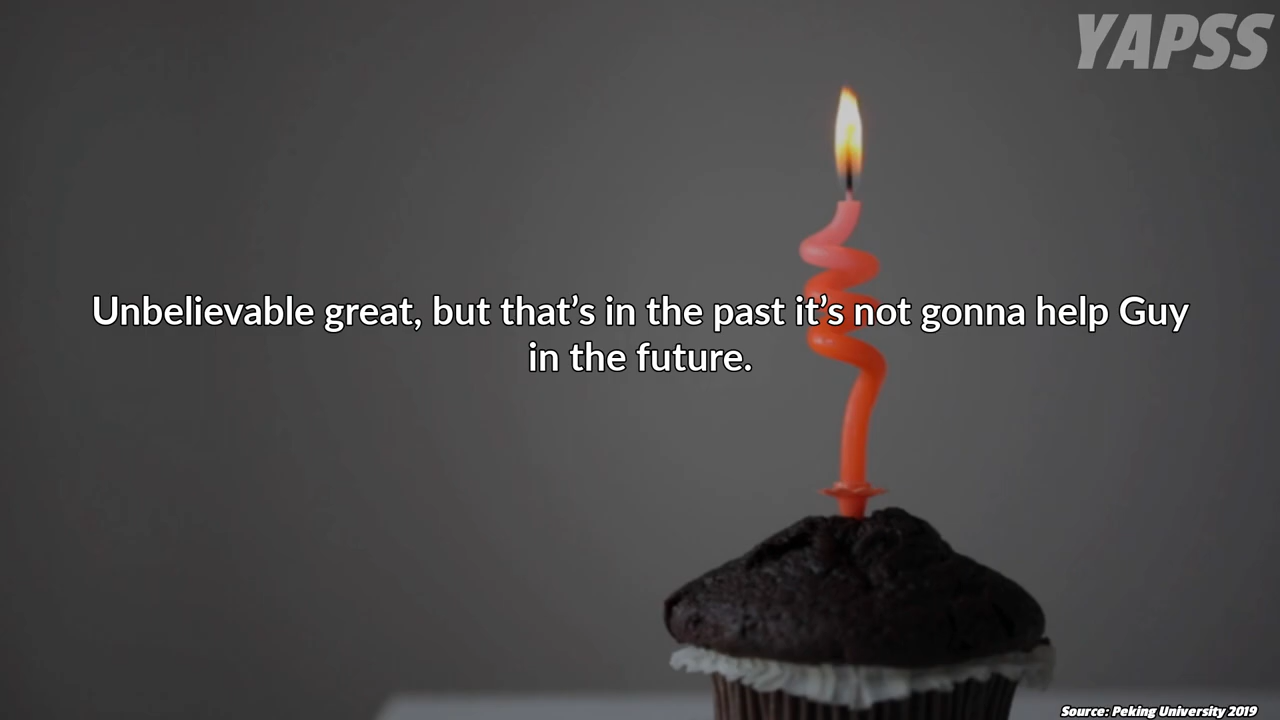 YAPSS
Unbelievable great, but that’s in the past it’s not gonna help Guy
in the future.
Source: Peking University 2019